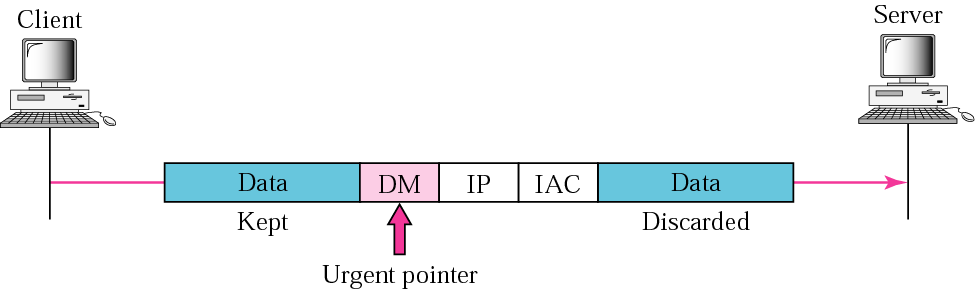 Client
Server
Data DM IP IAC Data
Kept Discarded
Urgent pointer